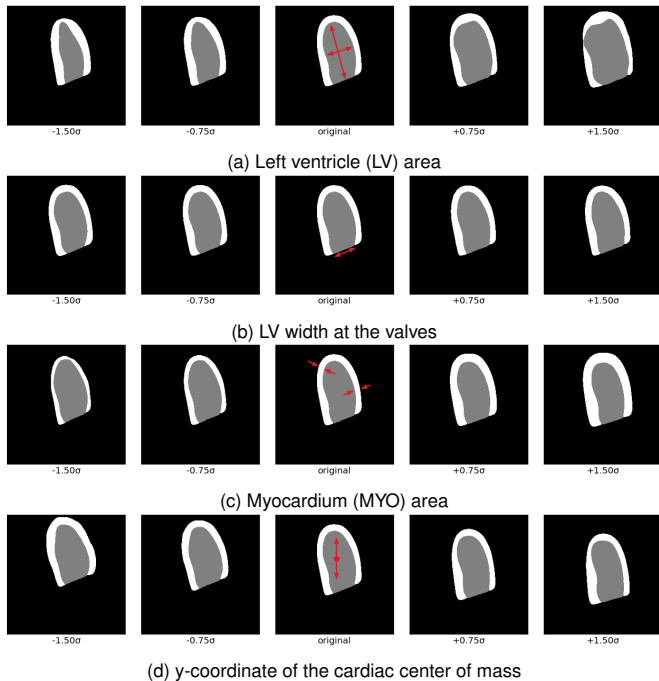 -1.50σ -0.75σ original +0.75σ +1.50σ
(a) Left ventricle (LV) area
-1.50σ -0.75σ original +0.75σ +1.50σ
(b) LV width at the valves
-1.50σ -0.75σ original +0.75σ +1.50σ
(c) Myocardium (MYO) area
-1.50σ -0.75σ original +0.75σ +1.50σ
(d) y-coordinate of the cardiac center of mass